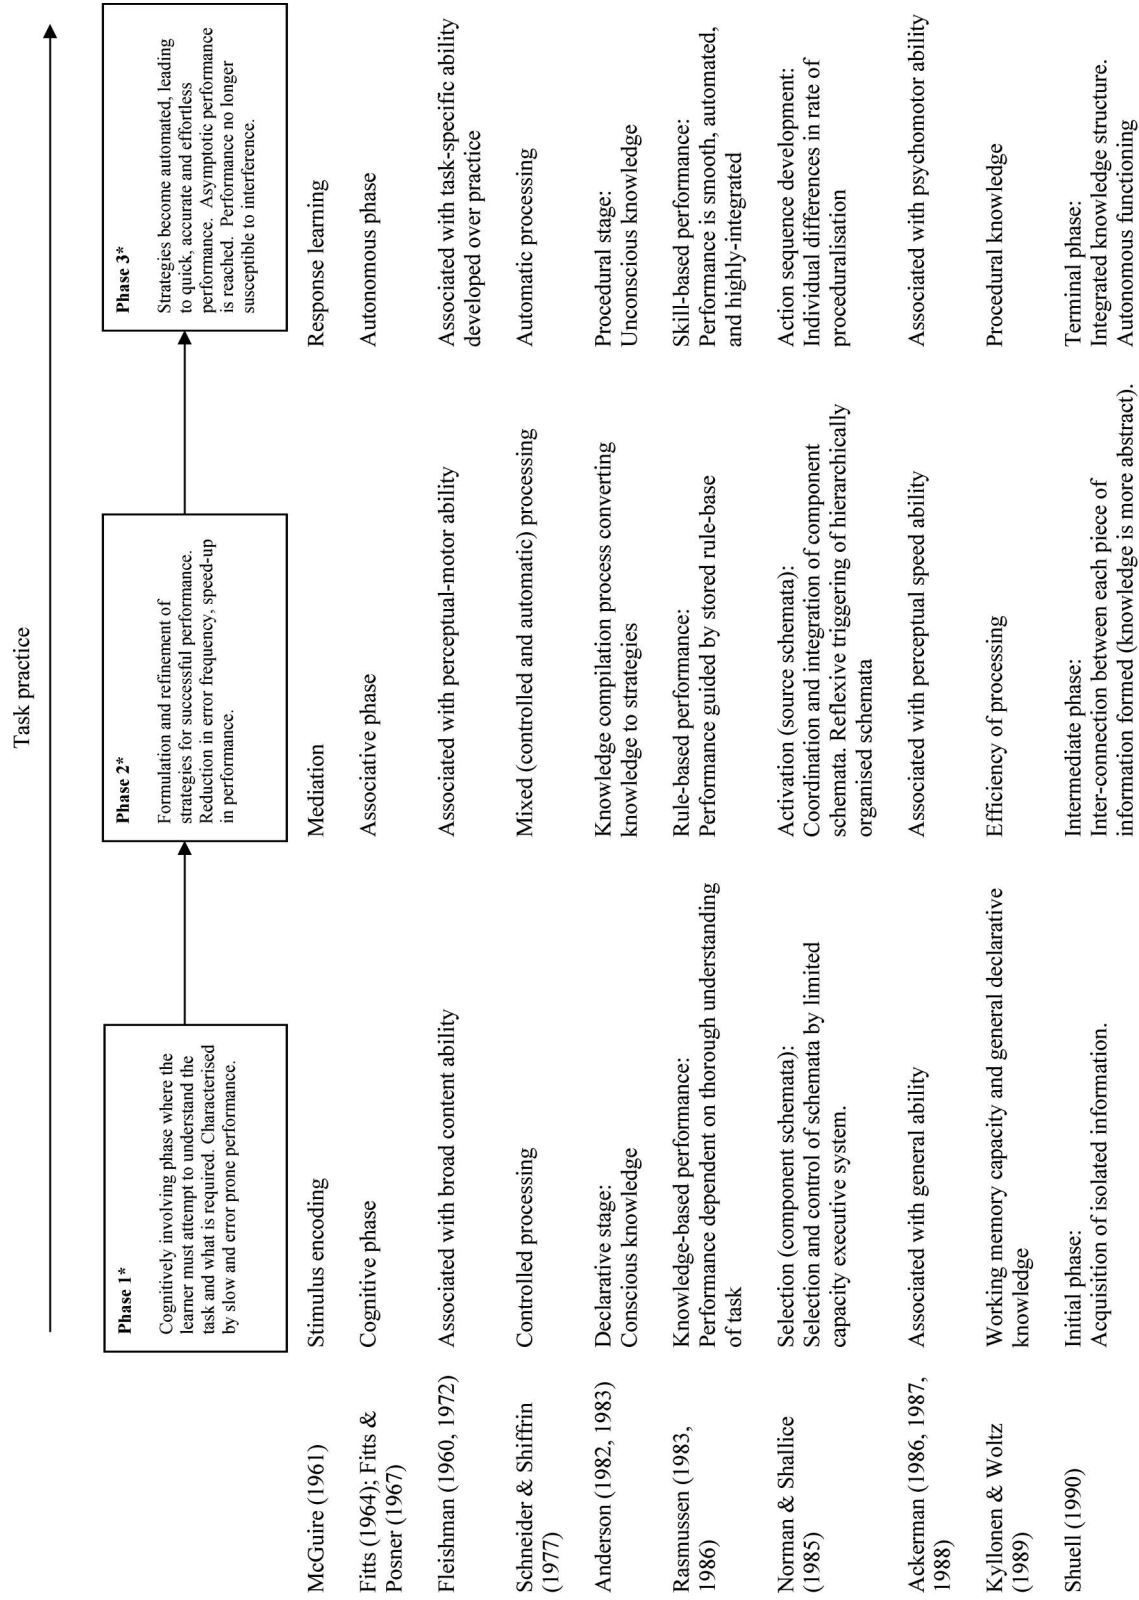 Task practice
Phase 1*
Cognitively involving phase where the
learner must attempt to understand the
task and what is required. Characterised
by slow and error prone performance.
Phase 2*
Formulation and refinement of
strategies for successful performance.
Reduction in error frequency, speed-up
in performance.
Phase 3*
Strategies become automated, leading
to quick, accurate and effortless
performance. Asymptotic performance
is reached. Performance no longer
susceptible to interference.
McGuire (1961)
Stimulus encoding
Mediation
Response learning
Fitts (1964); Fitts &
Posner (1967)
Cognitive phase
Associative phase
Autonomous phase
Fleishman (1960, 1972)
Associated with broad content ability
Associated with perceptual-motor ability
Associated with task-specific ability
developed over practice
Schneider & Shiffrin
(1977)
Controlled processing
Mixed (controlled and automatic) processing
Automatic processing
Anderson (1982, 1983)
Declarative stage:
Conscious knowledge
Knowledge compilation process converting
knowledge to strategies
Procedural stage:
Unconscious knowledge
Rasmussen (1983,
1986)
Knowledge-based performance:
Performance dependent on thorough understanding
of task
Rule-based performance:
Performance guided by stored rule-base
Skill-based performance:
Performance is smooth, automated,
and highly-integrated
Norman & Shallice
(1985)
Selection (component schemata):
Selection and control of schemata by limited
capacity executive system.
Activation (source schemata):
Coordination and integration of component
schemata. Reflexive triggering of hierarchically
organised schemata
Action sequence development:
Individual differences in rate of
proceduralisation
Ackerman (1986, 1987,
1988)
Associated with general ability
Associated with perceptual speed ability
Associated with psychomotor ability
Kyllonen & Woltz
(1989)
Working memory capacity and general declarative
knowledge
Efficiency of processing
Procedural knowledge
Shuell (1990)
Initial phase:
Acquisition of isolated information.
Intermediate phase:
Inter-connection between each piece of
information formed (knowledge is more abstract).
Terminal phase:
Integrated knowledge structure.
Autonomous functioning